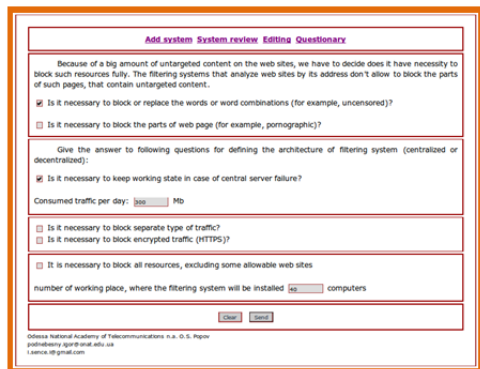 Add system System review Editing Questionary
Because of a big amount of untargeted content on the web sites, we have to decide does it have necessity to
block such resources fully. The filtering systems that analyze web sites by its address don't allow to block the parts
of such pages, that contain untargeted content.
Is it necessary to block or replace the words or word combinations (for example, uncensored)?
Is it necessary to block the parts of web page (for example, pornographic)?
Give the answer to following questions for defining the architecture of filtering system (centralized or
decentralized):
Is it necessary to keep working state in case of central server failure?
Consumed traffic per day: 300 Mb
Is it necessary to block separate type of traffic?
Is it necessary to block encrypted traffic (HTTPS)?
It is necessary to block all resources, excluding some allowable web sites
number of working place, where the filtering system will be installed 40 computers
Clear Send
Odessa National Academy of Telecommunications n.a. O.S. Popov
podnebesny.igor@onat.edu.ua
i.sence.i@gmail.com